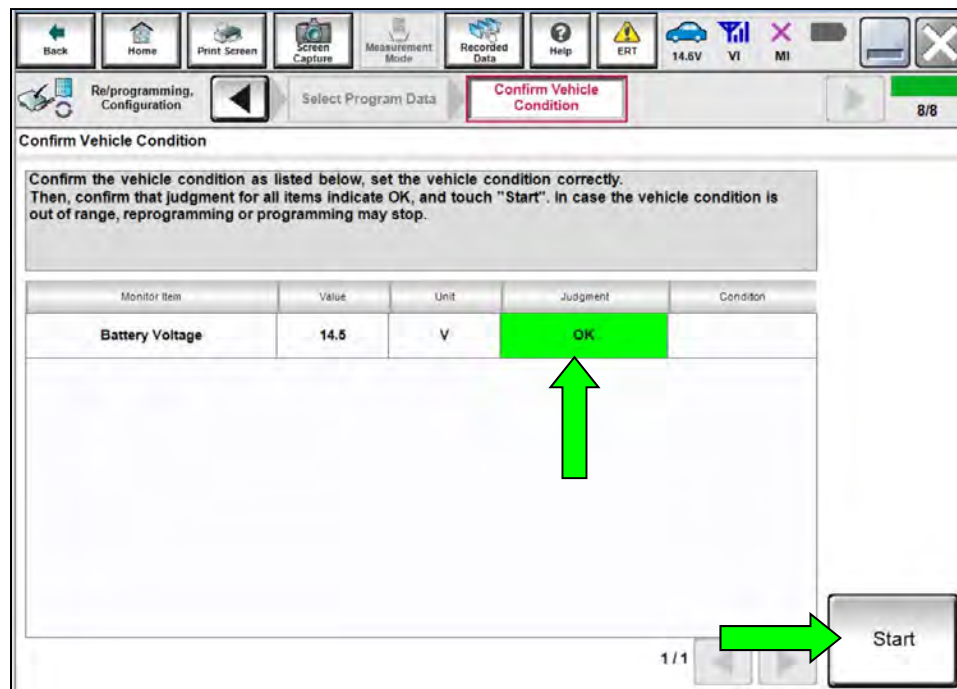 Back
Home
Print Screen
Screen
Capture
Measurement
Mode
Recorded
Data
Help
ERT
14.6V
VI
MI
Re/programming,
Configuration
Select Program Data
Confirm Vehicle
Condition
8/8
Confirm Vehicle Condition
Confirm the vehicle condition as listed below, set the vehicle condition correctly.
Then, confirm that judgment for all items indicate OK, and touch "Start". In case the vehicle condition is
out of range, reprogramming or programming may stop.
Monitor Item Value Unit Judgment Conditon
Battery Voltage 14.5 V OK
1/1
Start